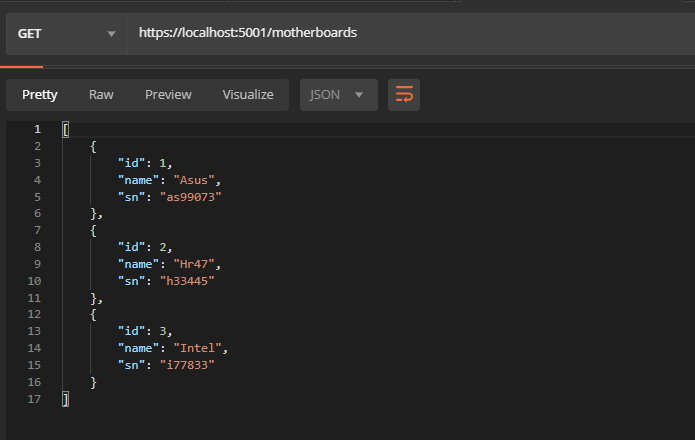 GET https://localhost:5001/motherboards
Pretty Raw Preview Visualize JSON
1 [
2 {
3 "id": 1,
4 "name": "Asus",
5 "sn": "as99073"
6 },
7 {
8 "id": 2,
9 "name": "Hr47",
10 "sn": "h33445"
11 },
12 {
13 "id": 3,
14 "name": "Intel",
15 "sn": "i77833"
16 }
17 ]